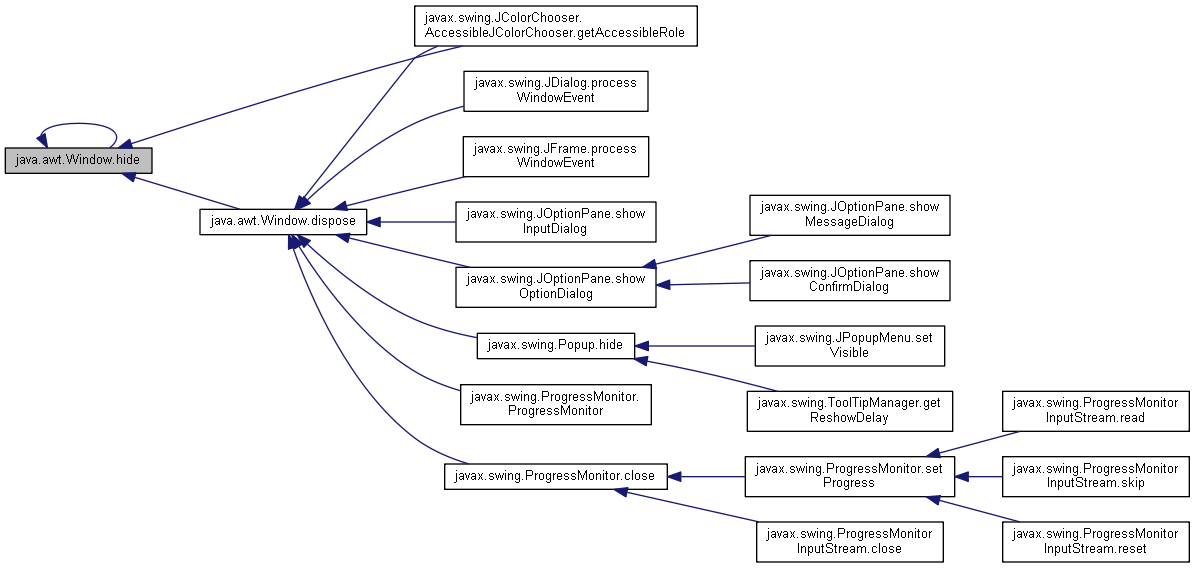 javax.swing.JColorChooser.
AccessibleJColorChooser.getAccessibleRole
javax.swing.JDialog.process
WindowEvent
java.awt.Window.hide
javax.swing.JFrame.process
WindowEvent
java.awt.Window.dispose
javax.swing.JOptionPane.show
InputDialog
javax.swing.JOptionPane.show
MessageDialog
javax.swing.JOptionPane.show
OptionDialog
javax.swing.JOptionPane.show
ConfirmDialog
javax.swing.Popup.hide
javax.swing.JPopupMenu.set
Visible
javax.swing.ProgressMonitor.
ProgressMonitor
javax.swing.ToolTipManager.get
ReshowDelay
javax.swing.ProgressMonitor
InputStream.read
javax.swing.ProgressMonitor.close
javax.swing.ProgressMonitor.set
Progress
javax.swing.ProgressMonitor
InputStream.skip
javax.swing.ProgressMonitor
InputStream.close
javax.swing.ProgressMonitor
InputStream.reset